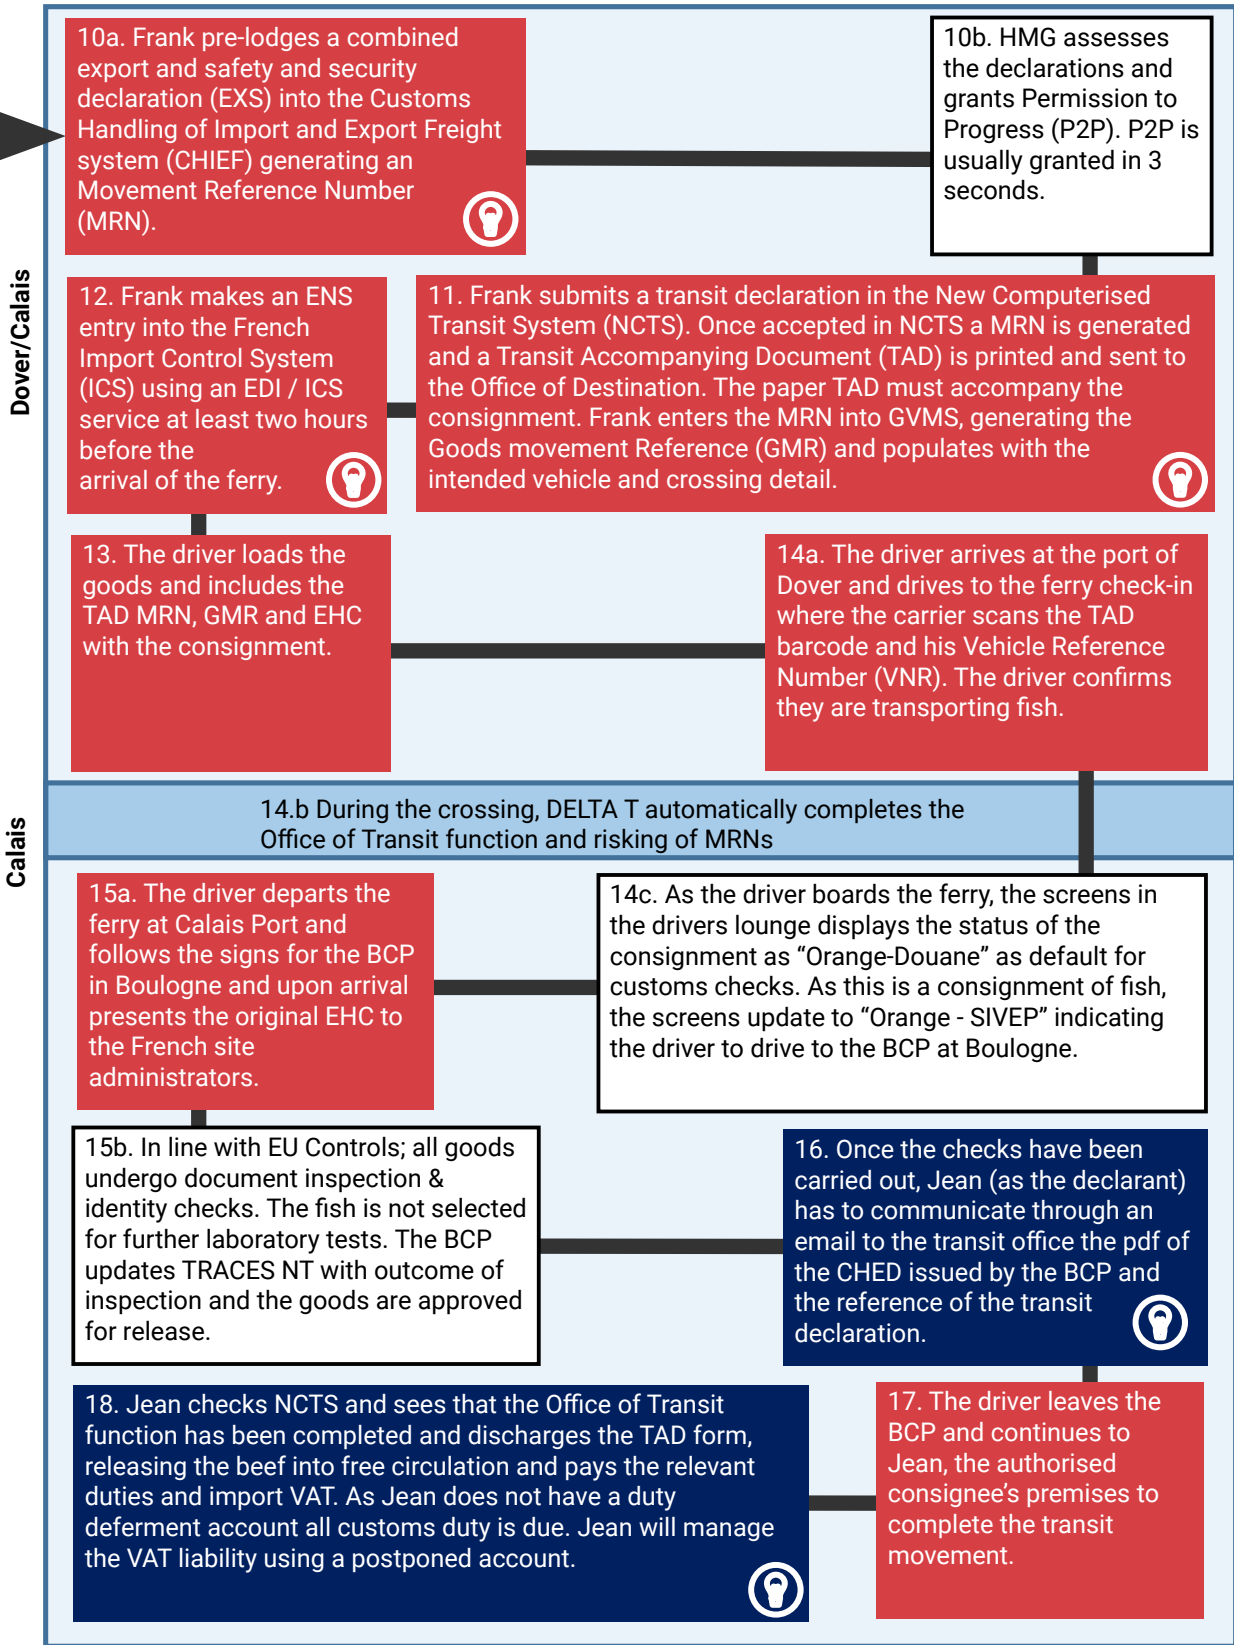 10a. Frank pre-lodges a combined
export and safety and security
declaration (EXS) into the Customs
Handling of Import and Export Freight
system (CHIEF) generating an
Movement Reference Number
(MRN).
10b. HMG assesses
the declarations and
grants Permission to
Progress (P2P). P2P is
usually granted in 3
seconds.
Dover/Calais
12. Frank makes an ENS
entry into the French
Import Control System
(ICS) using an EDI / ICS
service at least two hours
before the
arrival of the ferry.
11. Frank submits a transit declaration in the New Computerised
Transit System (NCTS). Once accepted in NCTS a MRN is generated
and a Transit Accompanying Document (TAD) is printed and sent to
the Office of Destination. The paper TAD must accompany the
consignment. Frank enters the MRN into GVMS, generating the
Goods movement Reference (GMR) and populates with the
intended vehicle and crossing detail.
13. The driver loads the
goods and includes the
TAD MRN, GMR and EHC
with the consignment.
14a. The driver arrives at the port of
Dover and drives to the ferry check-in
where the carrier scans the TAD
barcode and his Vehicle Reference
Number (VNR). The driver confirms
they are transporting fish.
14.b During the crossing, DELTA T automatically completes the
Office of Transit function and risking of MRNs
Calais
15a. The driver departs the
ferry at Calais Port and
follows the signs for the BCP
in Boulogne and upon arrival
presents the original EHC to
the French site
administrators.
14c. As the driver boards the ferry, the screens in
the drivers lounge displays the status of the
consignment as “Orange-Douane” as default for
customs checks. As this is a consignment of fish,
the screens update to “Orange - SIVEP” indicating
the driver to drive to the BCP at Boulogne.
15b. In line with EU Controls; all goods
undergo document inspection &
identity checks. The fish is not selected
for further laboratory tests. The BCP
updates TRACES NT with outcome of
inspection and the goods are approved
for release.
16. Once the checks have been
carried out, Jean (as the declarant)
has to communicate through an
email to the transit office the pdf of
the CHED issued by the BCP and
the reference of the transit
declaration.
18. Jean checks NCTS and sees that the Office of Transit
function has been completed and discharges the TAD form,
releasing the beef into free circulation and pays the relevant
duties and import VAT. As Jean does not have a duty
deferment account all customs duty is due. Jean will manage
the VAT liability using a postponed account.
17. The driver leaves the
BCP and continues to
Jean, the authorised
consignee’s premises to
complete the transit
movement.